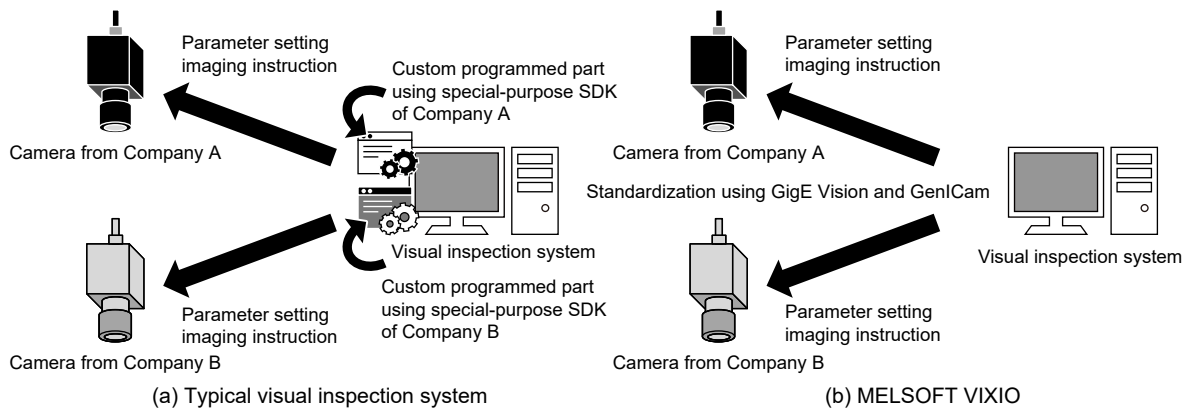 Parameter setting
imaging instruction
Custom programmed part
using special-purpose SDK
of Company A
Camera from Company A
Visual inspection system
Custom programmed part
using special-purpose SDK
of Company B
Parameter setting
imaging instruction
Camera from Company B
(a) Typical visual inspection system
Parameter setting
imaging instruction
Camera from Company A
Standardization using GigE Vision and GenICam
Visual inspection system
Parameter setting
imaging instruction
Camera from Company B
(b) MELSOFT VIXIO